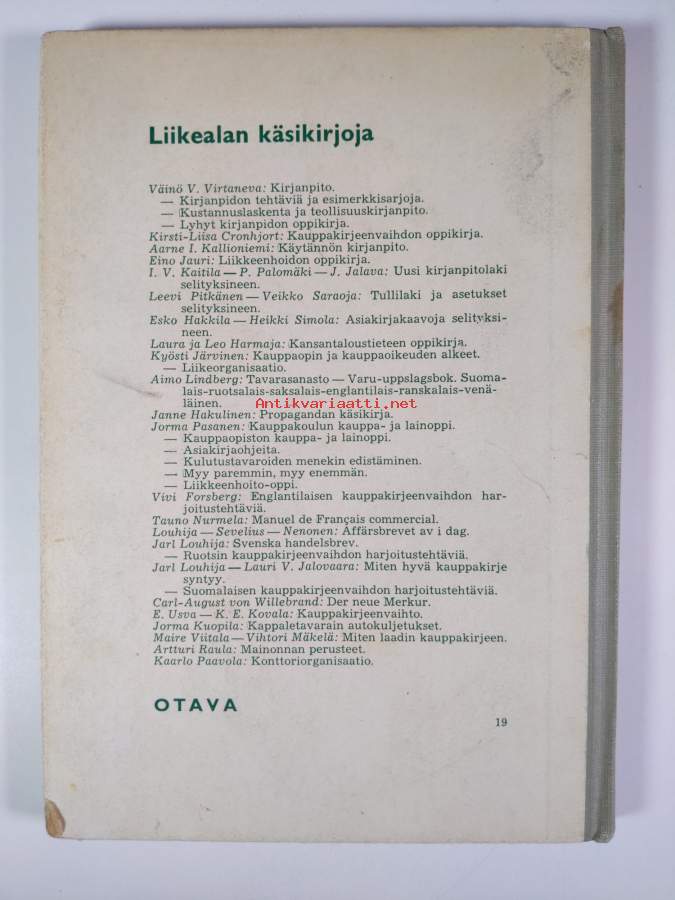 Liikealan käsikirjoja
Väinö V. Virtaneva: Kirjanpito.
— Kirjanpidon tehtäviä ja esimerkkisarjoja.
— Kustannuslaskenta ja teollisuuskirjanpito.
— Lyhyt kirjanpidon oppikirja.
Kirsti-Liisa Cronhjort: Kauppakirjeenvaihdon oppikirja.
Aarne I. Kallioniemi: Käytännön kirjanpito.
Eino Jauri: Liikkeenhoidon oppikirja.
I. V. Kaitila — P. Palomäki — J. Jalava: Uusi kirjanpitolaki
selityksineen.
Leevi Pitkänen — Veikko Saraoja: Tullilaki ja asetukset
selityksineen.
Esko Hakkila — Heikki Simola: Asiakirjakaavoja selityksi-
neen.
Laura ja Leo Harmaja: Kansantaloustieteen oppikirja.
Kyösti Järvinen: Kauppaopin ja kauppaoikeuden alkeet.
— Liikeorganisaatio.
Aimo Lindberg: Tavarasanasto — Varu-uppslagsbok. Suoma-
lais-ruotsalais-saksalais-englantilais-ranskalais-venä-
läinen.
Antikvariaatti.net
Janne Hakulinen: Propagandan käsikirja.
Jorma Pasanen: Kauppakoulun kauppa- ja lainoppi.
— Kauppaopiston kauppa- ja lainoppi.
— Asiakirjaohjeita.
— Kulutustavaroiden menekin edistäminen.
— Myy paremmin, myy enemmän.
— Liikkeenhoito-oppi.
Vivi Forsberg: Englantilaisen kauppakirjeenvaihdon har-
joitustehtäviä.
Tauno Nurmela: Manuel de Français commercial.
Louhija — Sevelius — Nenonen: Affärsbrevet av i dag.
Jarl Louhija: Svenska handelsbrev.
— Ruotsin kauppakirjeenvaihdon harjoitustehtäviä.
Jarl Louhija — Lauri V. Jalovaara: Miten hyvä kauppakirje
syntyy.
— Suomalaisen kauppakirjeenvaihdon harjoitustehtäviä.
Carl-August von Willebrand: Der neue Merkur.
E. Usva — K. E. Kovala: Kauppakirjeenvaihto.
Jorma Kuopila: Kappaletavarain autokuljetukset.
Maire Viitala — Vihtori Mäkelä: Miten laadin kauppakirjeen.
Artturi Raula: Mainonnan perusteet.
Kaarlo Paavola: Konttoriorganisaatio.
OTAVA
19